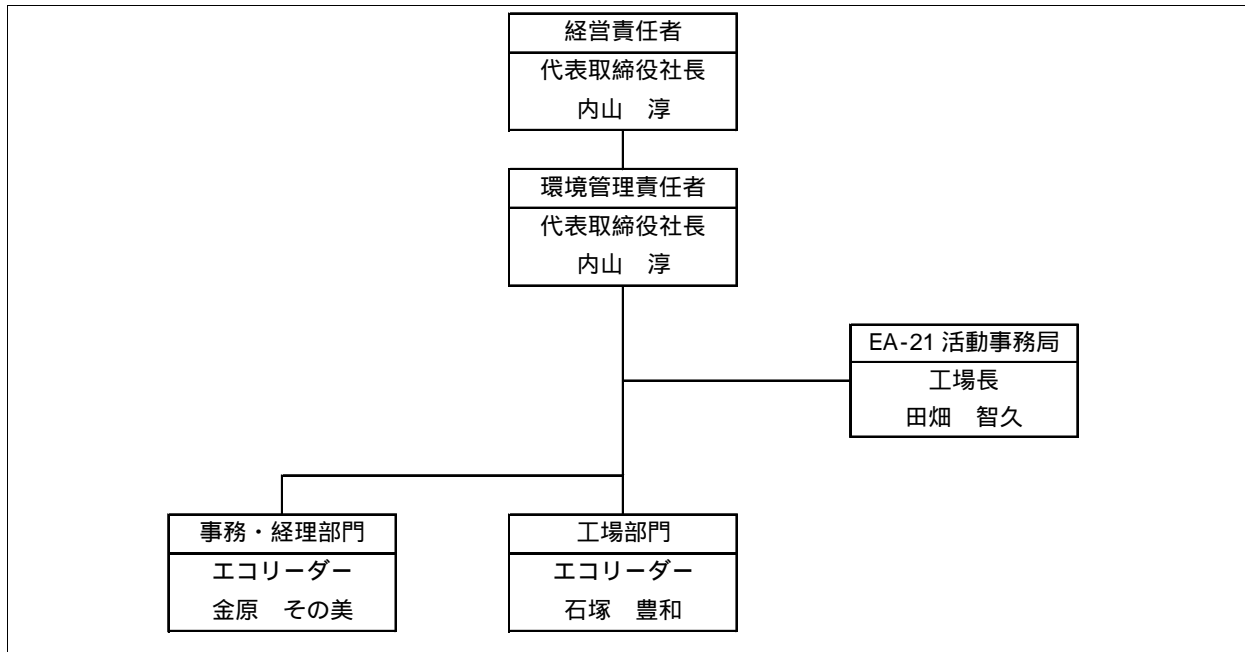 経営責任者
代表取締役社長
内山　淳
環境管理責任者
代表取締役社長
内山　淳
EA-21 活動事務局
工場長
田畑　智久
事務・経理部門
エコリーダー
金原　その美
工場部門
エコリーダー
石塚　豊和